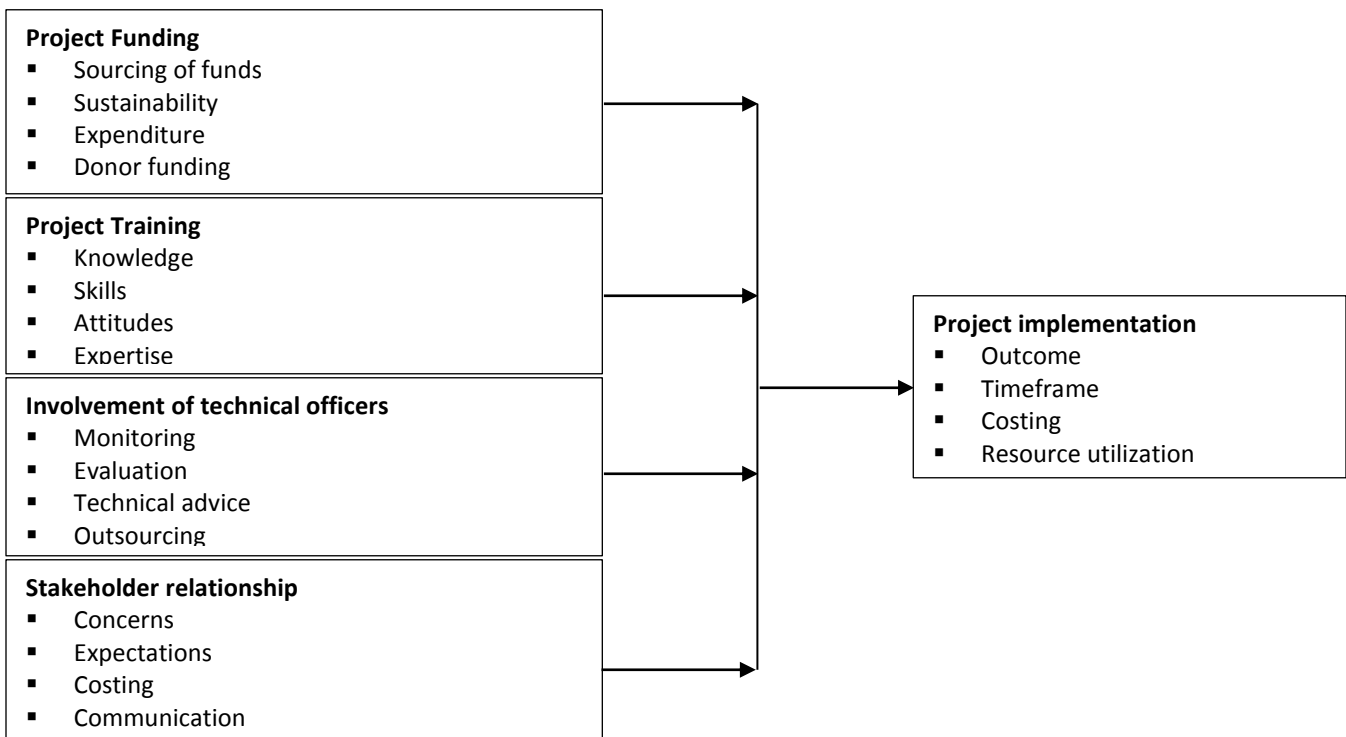 Project Funding
▪ Sourcing of funds
▪ Sustainability
▪ Expenditure
▪ Donor funding
Project Training
▪ Knowledge
▪ Skills
▪ Attitudes
▪ Expertise
Involvement of technical officers
▪ Monitoring
▪ Evaluation
▪ Technical advice
▪ Outsourcing
Stakeholder relationship
▪ Concerns
▪ Expectations
▪ Costing
▪ Communication
Project implementation
▪ Outcome
▪ Timeframe
▪ Costing
▪ Resource utilization